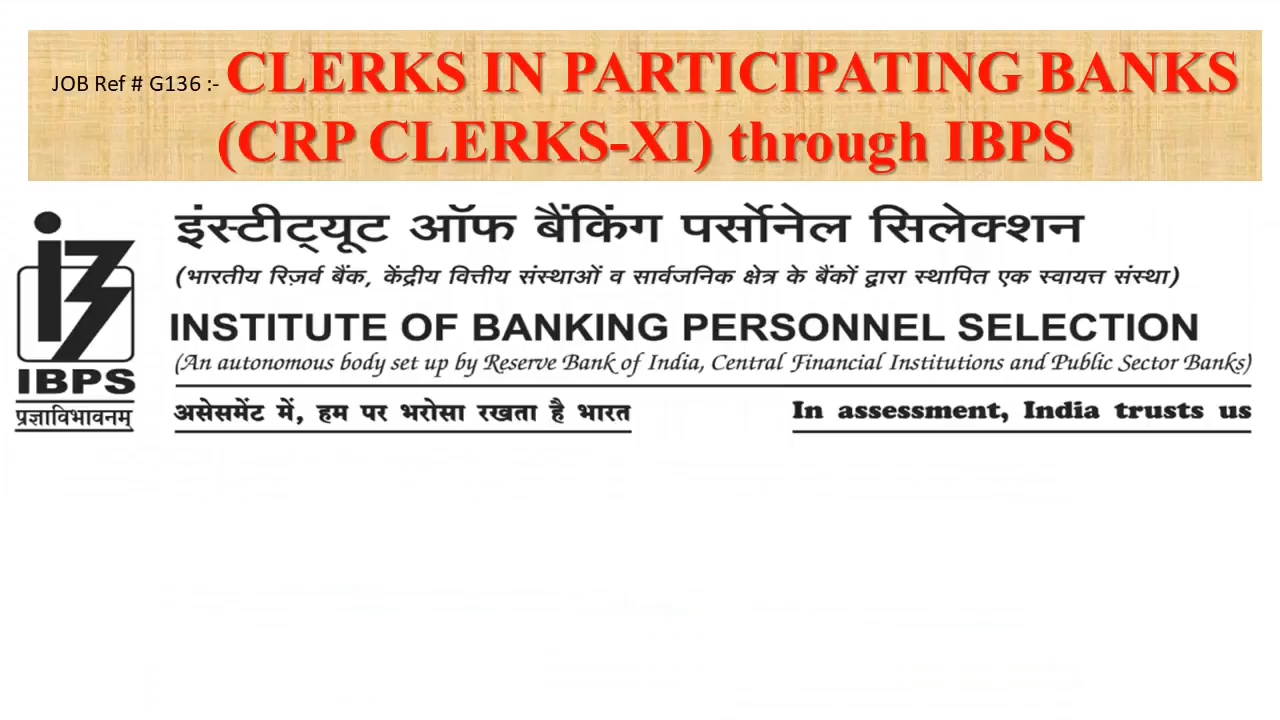 JOB Ref # G136 :- CLERKS IN PARTICIPATING BANKS
(CRP CLERKS-XI) through IBPS
इंस्टीट्यूट ऑफ बैंकिंग पर्सोनेल सिलेक्शन
(भारतीय रिज़र्व बैंक, केंद्रीय वित्तीय संस्थाओं व सार्वजनिक क्षेत्र के बैंकों द्वारा स्थापित एक स्वायत्त संस्था)
INSTITUTE OF BANKING PERSONNEL SELECTION
(An autonomous body set up by Reserve Bank of India, Central Financial Institutions and Public Sector Banks)
IBPS
प्रज्ञाविभावनम्
असेसमेंट में, हम पर भरोसा रखता है भारत
In assessment, India trusts us